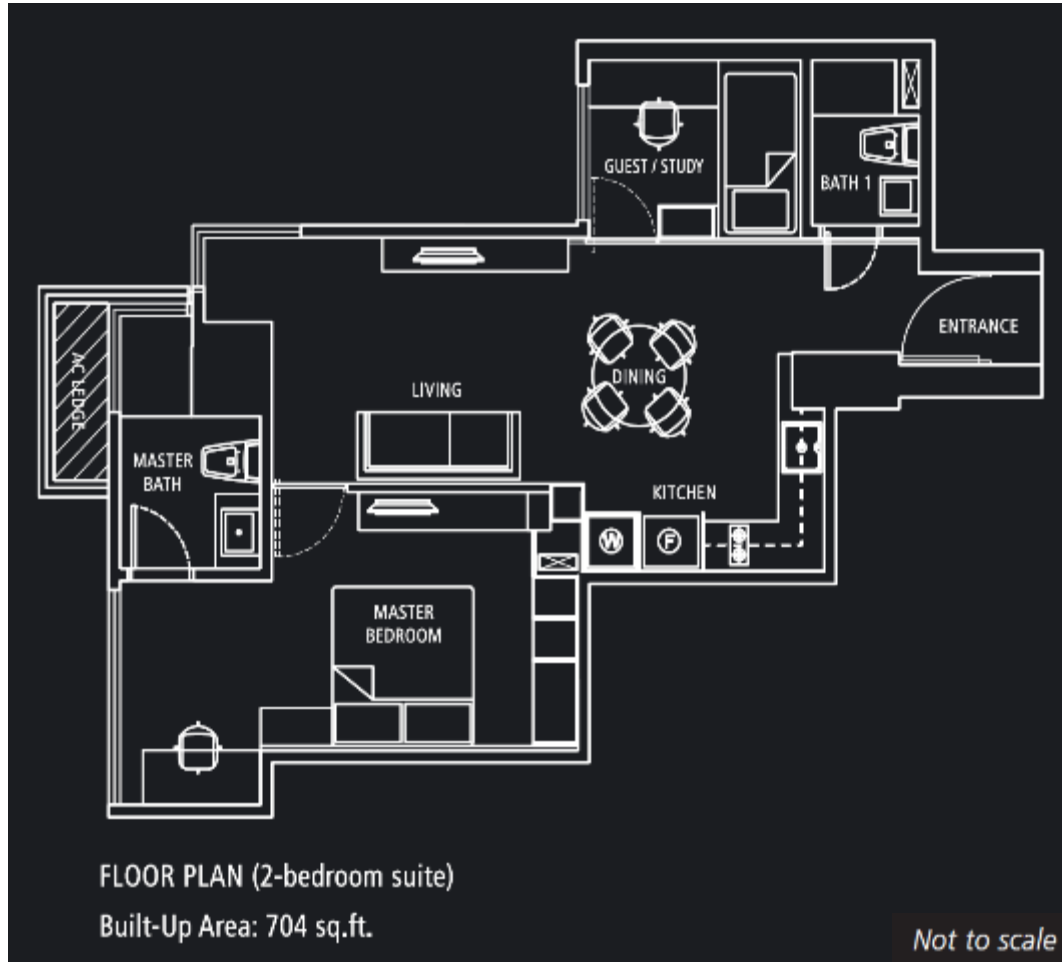 GUEST / STUDY
BATH 1
ENTRANCE
AC LEDGE
LIVING
DINING
MASTER
BATH
KITCHEN
W
F
MASTER
BEDROOM
FLOOR PLAN (2-bedroom suite)
Built-Up Area: 704 sq.ft.
Not to scale